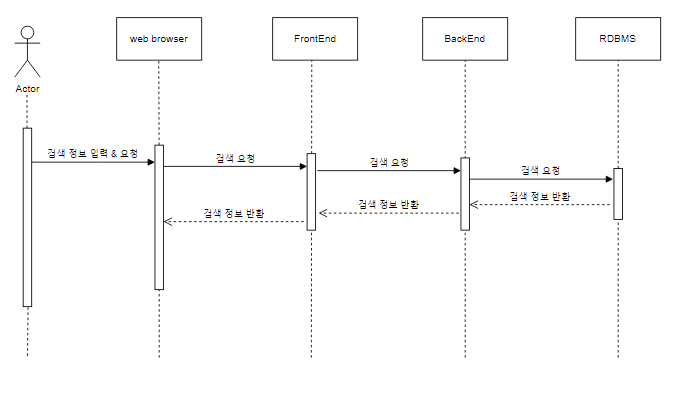 web browser
FrontEnd
BackEnd
RDBMS
Actor
검색 정보 입력 & 요청
검색 요청
검색 요청
검색 요청
검색 정보 반환
검색 정보 반환
검색 정보 반환